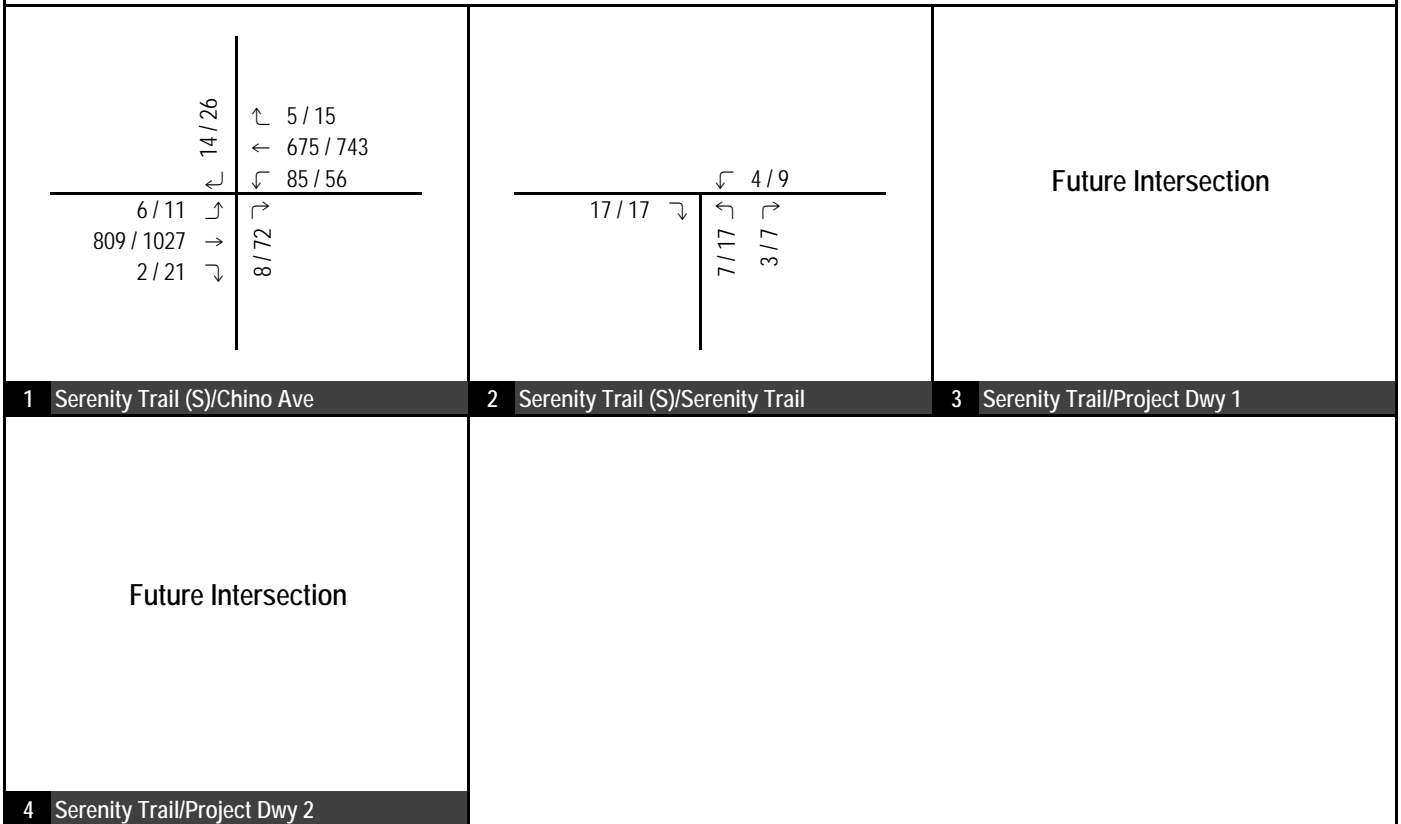 14 / 26
5 / 15
675 / 743
85 / 56
6 / 11
809 / 1027
2 / 21
8 / 72
1 Serenity Trail (S)/Chino Ave
4 / 9
17 / 17
7 / 17
3 / 7
2 Serenity Trail (S)/Serenity Trail
Future Intersection
3 Serenity Trail/Project Dwy 1
Future Intersection
4 Serenity Trail/Project Dwy 2